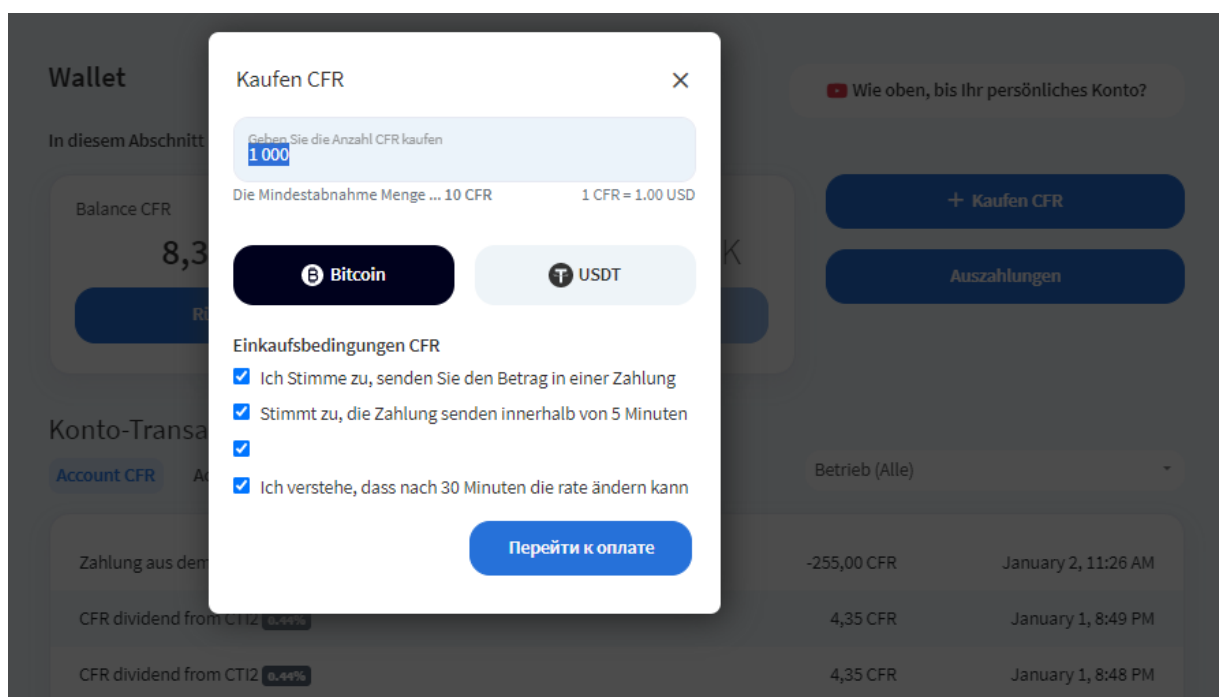 Wallet
Kaufen CFR
Wie oben, bis Ihr persönliches Konto?
In diesem Abschnitt
Geben Sie die Anzahl CFR kaufen
1 000
Die Mindestabnahme Menge ... 10 CFR
1 CFR = 1.00 USD
Balance CFR
8,3
K
+ Kaufen CFR
Bitcoin
USDT
Auszahlungen
Einkaufsbedingungen CFR
Ich Stimme zu, senden Sie den Betrag in einer Zahlung
Stimmt zu, die Zahlung senden innerhalb von 5 Minuten
Ich verstehe, dass nach 30 Minuten die rate ändern kann
Перейти к оплате
Konto-Transa
Account CFR
Betrieb (Alle)
Zahlung aus dem
-255,00 CFR
January 2, 11:26 AM
CFR dividend from CTI2 0.44%
4,35 CFR
January 1, 8:49 PM
CFR dividend from CTI2 0.44%
4,35 CFR
January 1, 8:48 PM